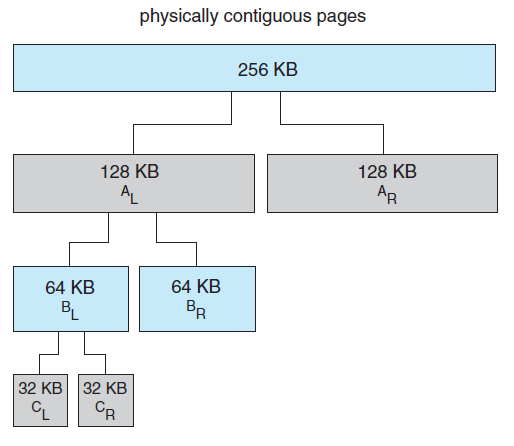 physically contiguous pages
256 KB
128 KB
AL
128 KB
AR
64 KB
BL
64 KB
BR
32 KB
CL
32 KB
CR